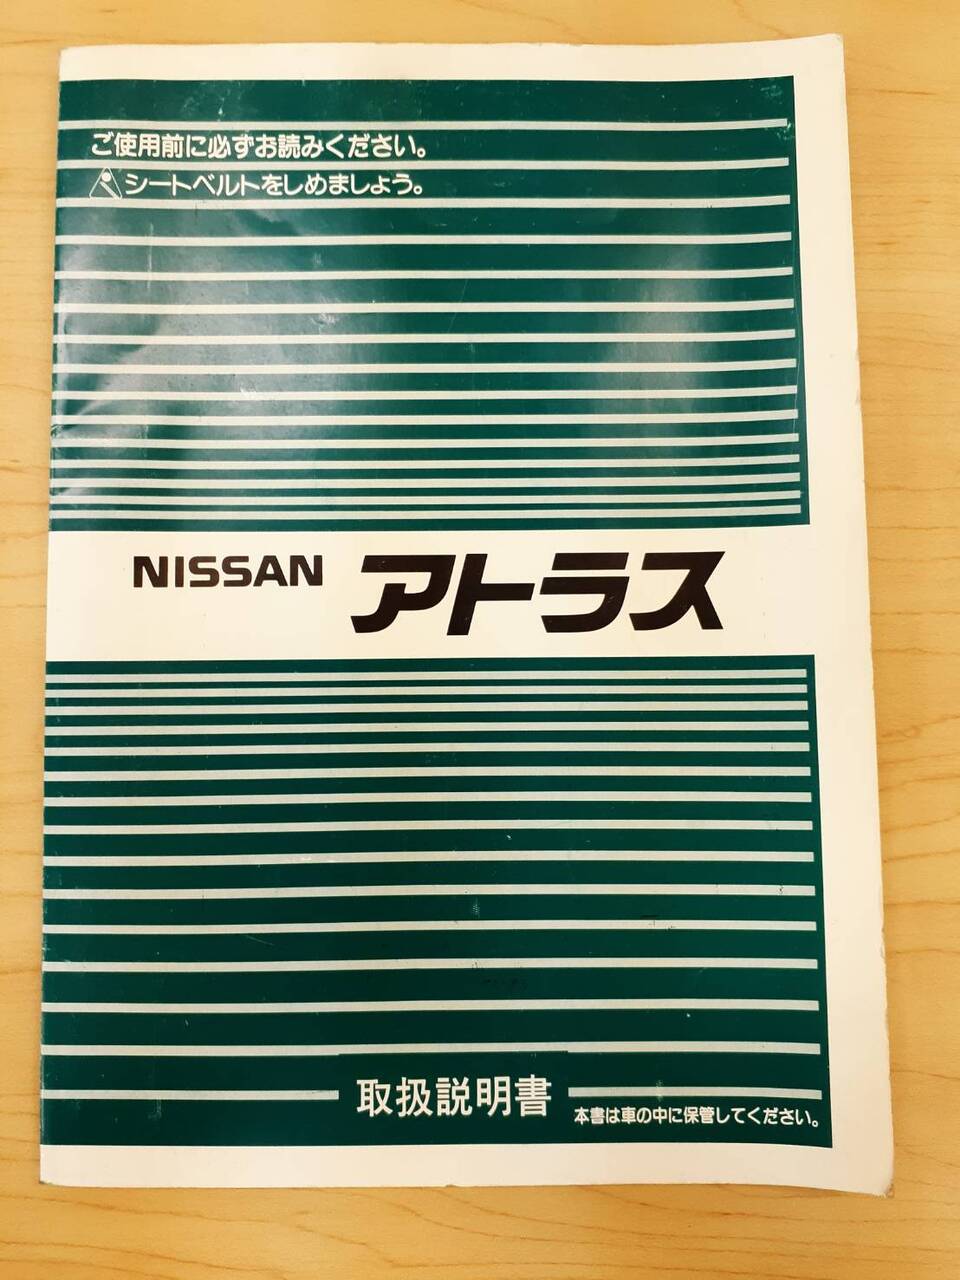 ご使用前に必ずお読みください。
シートベルトをしめましょう。
NISSAN アトラス
取扱説明書
本書は車の中に保管してください。